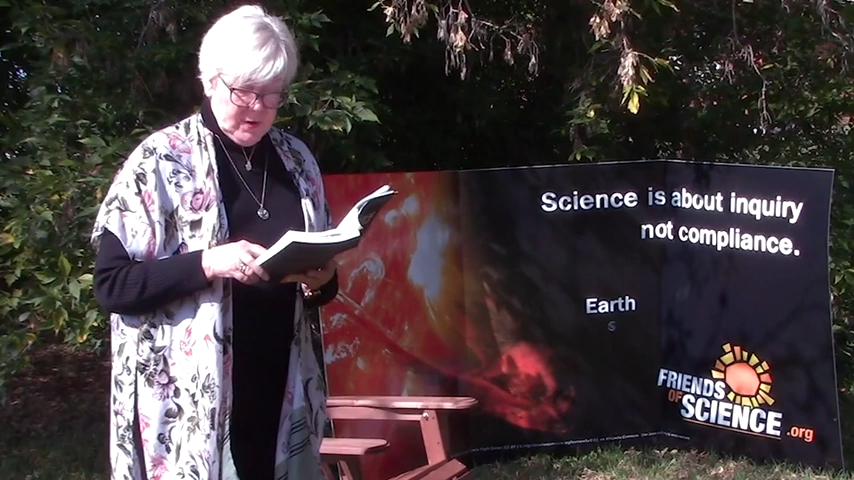 Science is about inquiry
not compliance.
Earth
FRIENDS
OF
SCIENCE .org